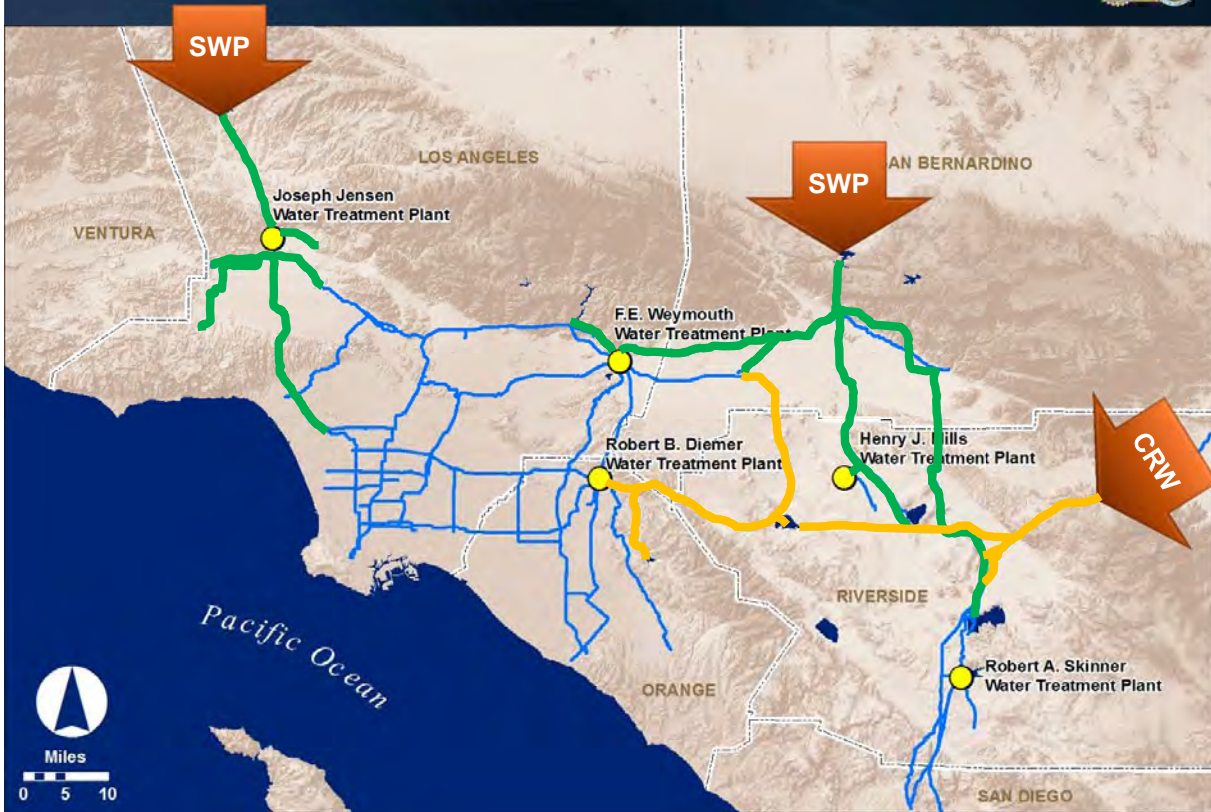 SWP
LOS ANGELES
SAN BERNARDINO
SWP
Joseph Jensen
Water Treatment Plant
VENTURA
F.E. Weymouth
Water Treatment Plant
Robert B. Diemer
Water Treatment Plant
Henry J. Mills
Water Treatment Plant
CRW
RIVERSIDE
Pacific Ocean
Robert A. Skinner
Water Treatment Plant
ORANGE
Miles
0 5 10
SAN DIEGO